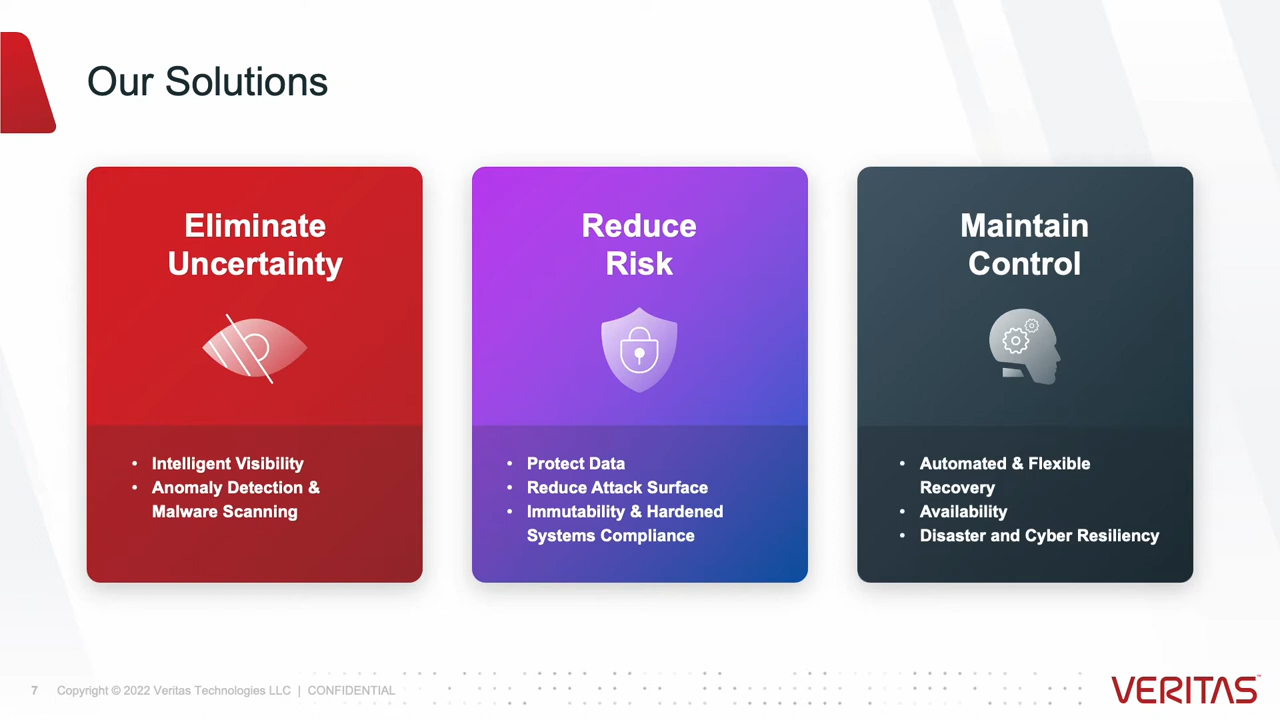 Our Solutions
Eliminate
Uncertainty
• Intelligent Visibility
• Anomaly Detection &
Malware Scanning
Reduce
Risk
• Protect Data
• Reduce Attack Surface
• Immutability & Hardened
Systems Compliance
Maintain
Control
• Automated & Flexible
Recovery
• Availability
• Disaster and Cyber Resiliency
7 Copyright © 2022 Veritas Technologies LLC | CONFIDENTIAL
VERITAS™